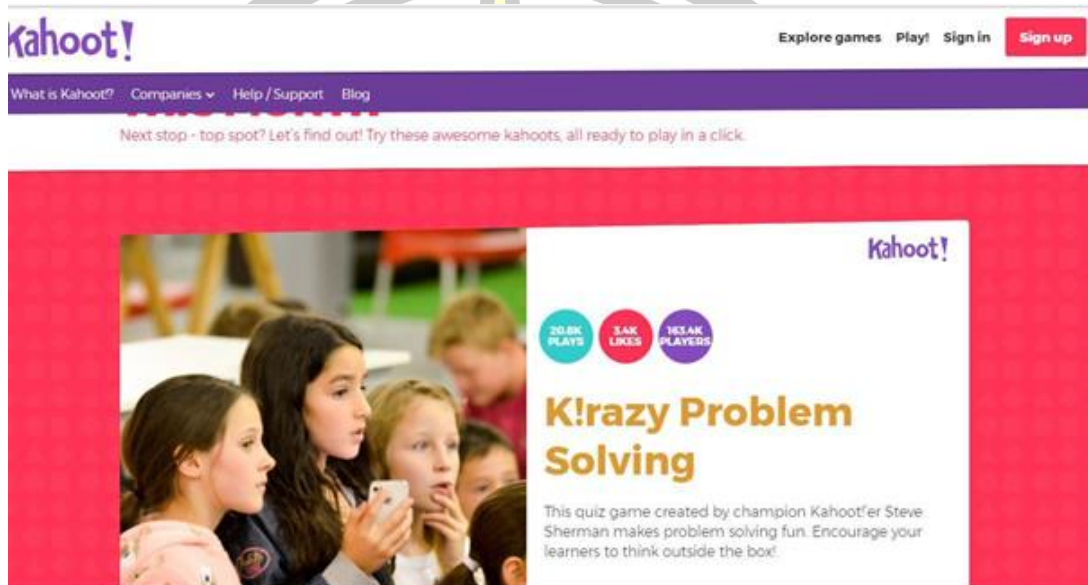 Kahoot!
Explore games Play! Sign in Sign up
What is Kahoot!? Companies Help / Support Blog
Next stop - top spot? Let's find out! Try these awesome kahoots, all ready to play in a click.
Kahoot!
20.8K PLAYS
3.4K LIKES
163.4K PLAYERS
K!razy Problem
Solving
This quiz game created by champion Kahoot!'er Steve
Sherman makes problem solving fun. Encourage your
learners to think outside the box!